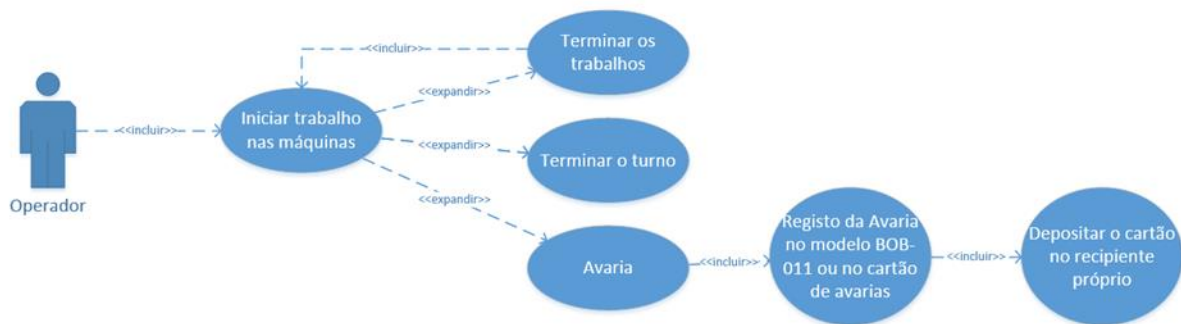 Operador
<<incluir>>
Iniciar trabalho
nas máquinas
<<incluir>>
<<expandir>>
<<expandir>>
<<expandir>>
Terminar os
trabalhos
Terminar o turno
Avaria
<<incluir>>
Registo da Avaria
no modelo BOB-
011 ou no cartão
de avarias
<<incluir>>
Depositar o cartão
no recipiente
próprio